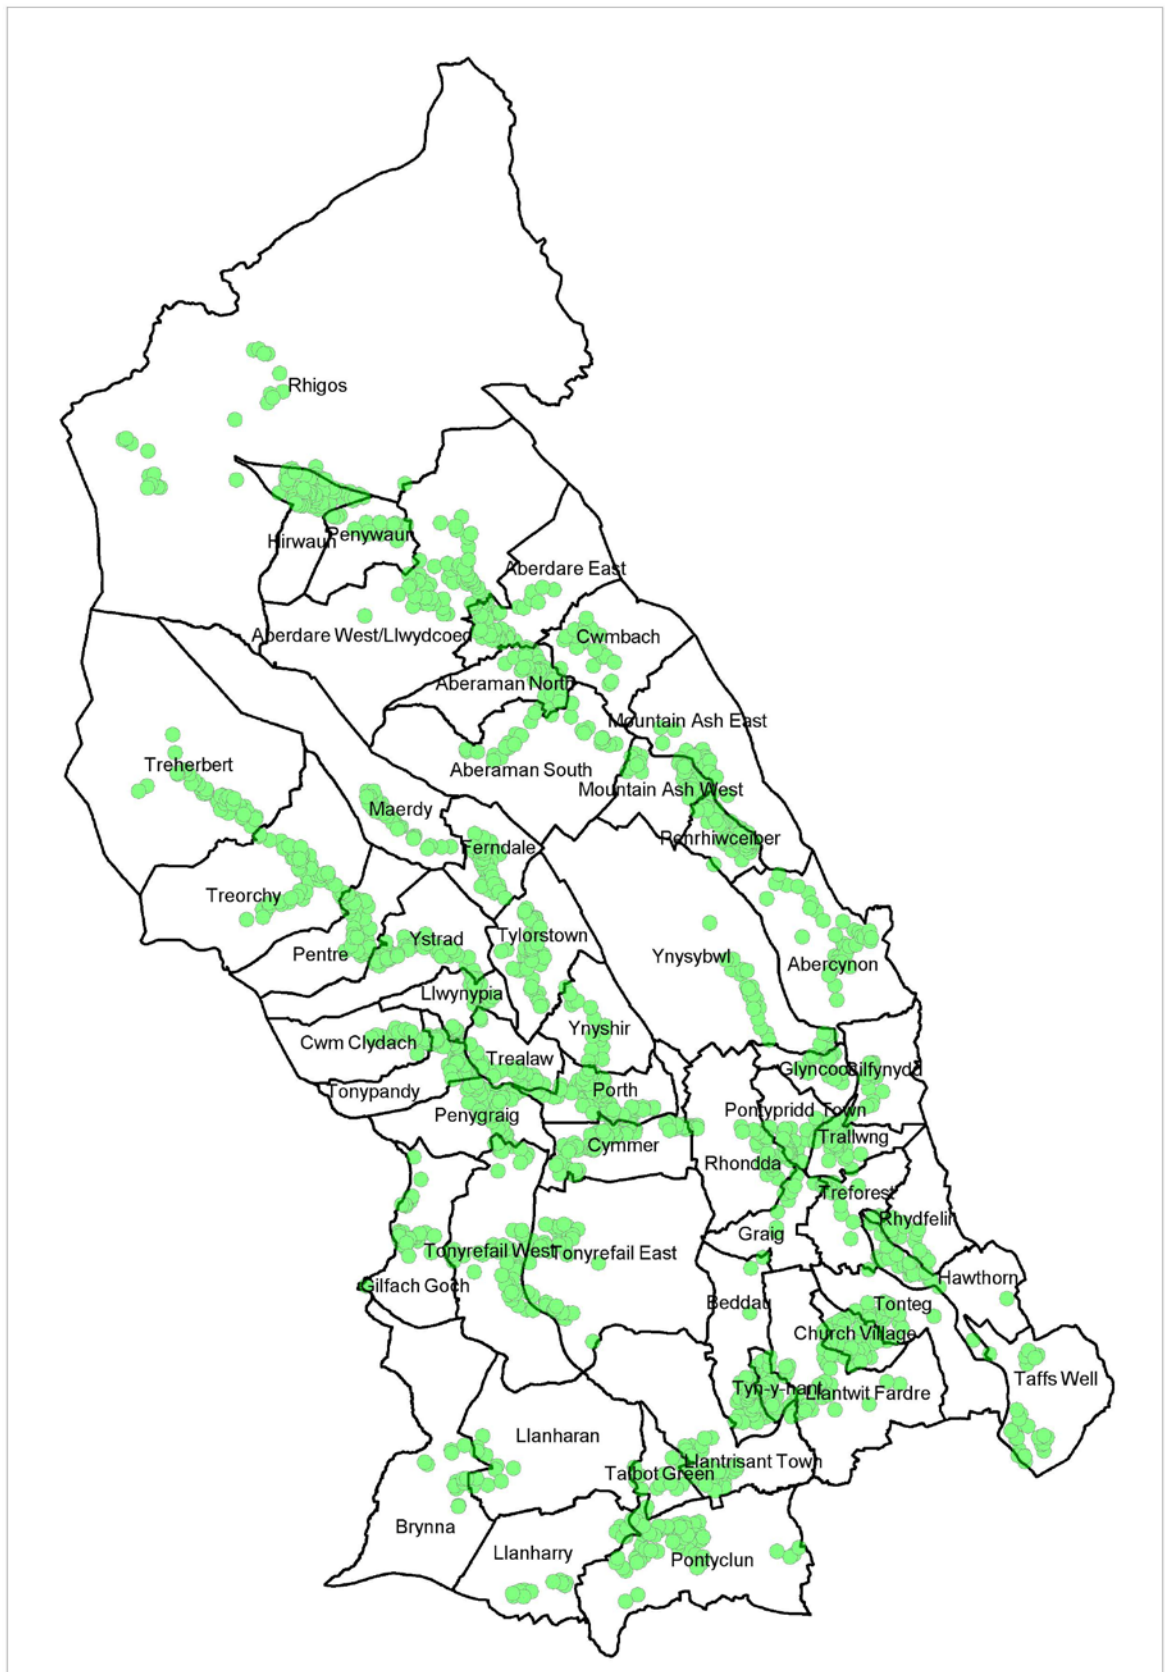 Rhigos
Hirwaun
Penywaun
Aberdare East
Aberdare West/Llwydcoed
Cwmbach
Aberaman North
Mountain Ash East
Treherbert
Aberaman South
Mountain Ash West
Maerdy
Penrhiwceiber
Ferndale
Treorchy
Ystrad
Tylorstown
Pentre
Ynysybwl
Abercynon
Llwynypia
Ynyshir
Cwm Clydach
Trealaw
Glyncoch
Cilfynydd
Tonypandy
Porth
Penygraig
Pontypridd Town
Cymmer
Trallwng
Rhondda
Treforest
Rhydfelin
Graig
Tonyrefail West
Tonyrefail East
Gilfach Goch
Hawthorn
Beddau
Tonteg
Church Village
Taffs Well
Tyn-y-nant
Llantwit Fardre
Llanharan
Llantrisant Town
Talbot Green
Brynna
Llanharry
Pontyclun